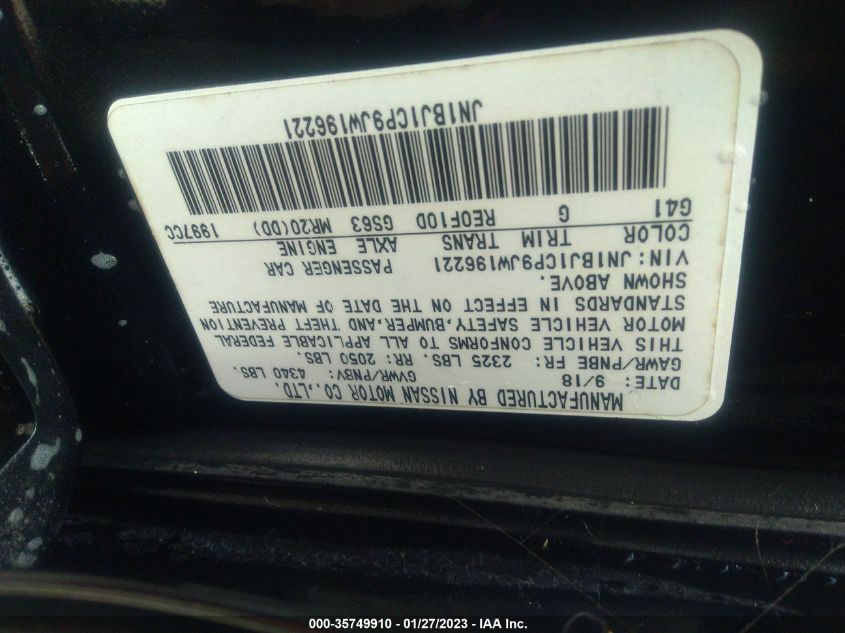 MANUFACTURED BY NISSAN MOTOR CO.,LTD.
DATE: 9/18 GVWR/PNBV: 4340 LBS.
GAWR/PNBE FR: 2325 LBS. RR: 2050 LBS.
THIS VEHICLE CONFORMS TO ALL APPLICABLE FEDERAL
MOTOR VEHICLE SAFETY,BUMPER,AND THEFT PREVENTION
STANDARDS IN EFFECT ON THE DATE OF MANUFACTURE
SHOWN ABOVE.
VIN:JN1BJ1CP9JW196221 PASSENGER CAR
COLOR TRIM TRANS AXLE ENGINE
G41 G RE0F10D GS63 MR20(DD) 1997CC
JN1BJ1CP9JW196221
000-35749910 - 01/27/2023 - IAA Inc.